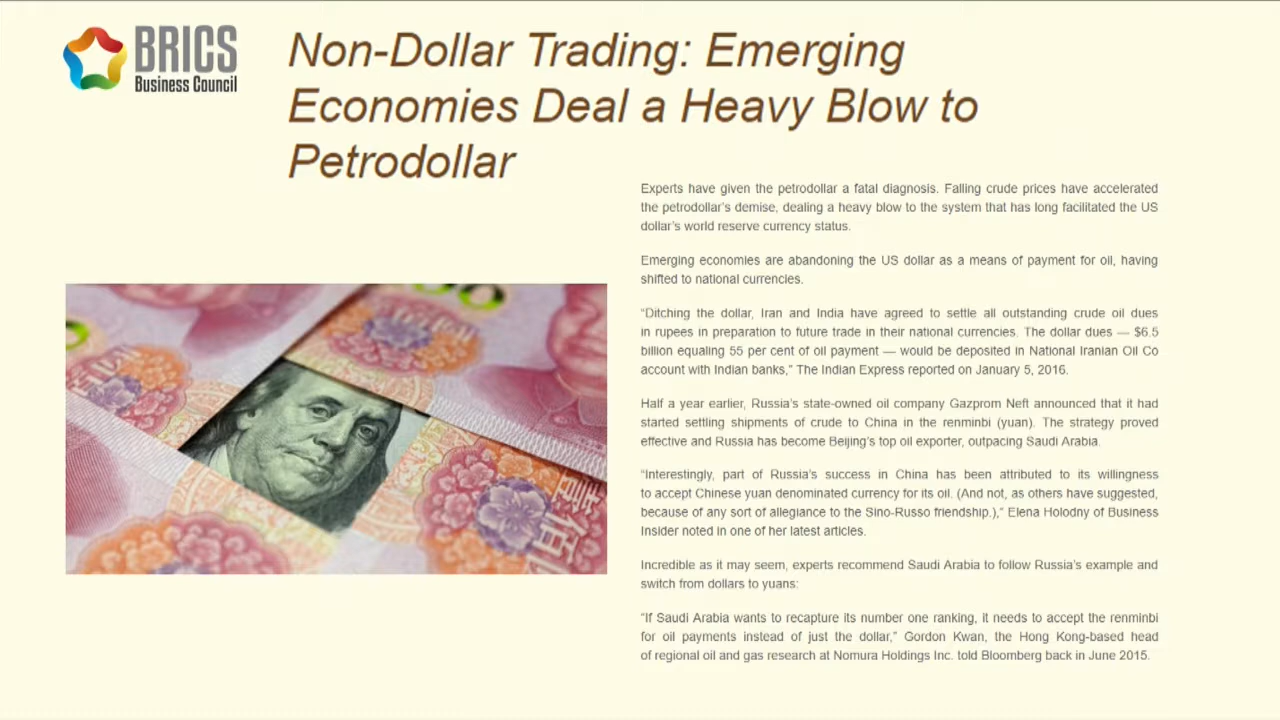 BRICS
Business Council
Non-Dollar Trading: Emerging
Economies Deal a Heavy Blow to
Petrodollar
Experts have given the petrodollar a fatal diagnosis. Falling crude prices have accelerated
the petrodollar's demise, dealing a heavy blow to the system that has long facilitated the US
dollar's world reserve currency status.
Emerging economies are abandoning the US dollar as a means of payment for oil, having
shifted to national currencies.
“Ditching the dollar, Iran and India have agreed to settle all outstanding crude oil dues
in rupees in preparation to future trade in their national currencies. The dollar dues — $6.5
billion equaling 55 per cent of oil payment — would be deposited in National Iranian Oil Co
account with Indian banks,” The Indian Express reported on January 5, 2016.
Half a year earlier, Russia's state-owned oil company Gazprom Neft announced that it had
started settling shipments of crude to China in the renminbi (yuan). The strategy proved
effective and Russia has become Beijing's top oil exporter, outpacing Saudi Arabia.
“Interestingly, part of Russia's success in China has been attributed to its willingness
to accept Chinese yuan denominated currency for its oil. (And not, as others have suggested,
because of any sort of allegiance to the Sino-Russo friendship.),” Elena Holodny of Business
Insider noted in one of her latest articles.
Incredible as it may seem, experts recommend Saudi Arabia to follow Russia's example and
switch from dollars to yuans:
“If Saudi Arabia wants to recapture its number one ranking, it needs to accept the renminbi
for oil payments instead of just the dollar,” Gordon Kwan, the Hong Kong-based head
of regional oil and gas research at Nomura Holdings Inc. told Bloomberg back in June 2015.